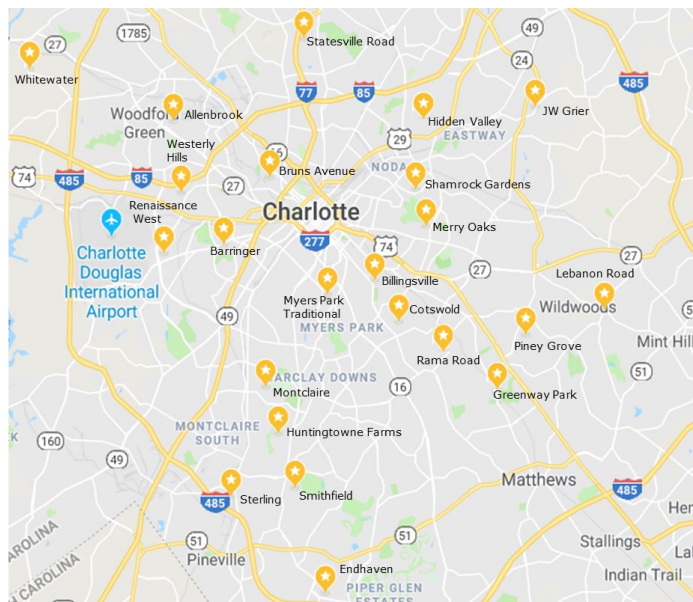 49
1785
27
Statesville Road
Whitewater
24
77
85
485
Woodford
Green
Allenbrook
JW Grier
Hidden Valley
EASTWAY
29
Westerly
Hills
16
Bruns Avenue
NODA
74
485
85
27
Shamrock Gardens
Renaissance
West
Charlotte
Merry Oaks
Barringer
277
74
Charlotte
Douglas
International
Airport
27
27
Billingsville
Lebanon Road
Myers Park
Traditional
Cotswold
Wildwoods
49
MYERS PARK
Piney Grove
Mint Hill
Rama Road
51
ARCLAY DOWNS
16
Montclaire
Greenway Park
MONTCLAIRE
SOUTH
Huntingtowne Farms
160
49
Matthews
485
Sterling
Smithfield
485
AROLINA
CAROLINA
51
Pineville
51
Stallings
Indian Trail
Endhaven
PIPER GLEN
ESTATES